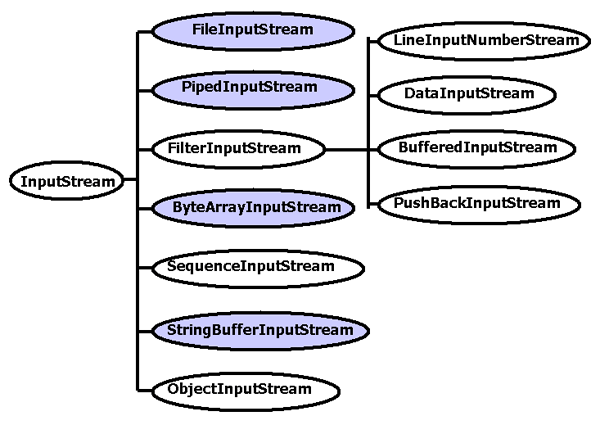 InputStream
FileInputStream
PipedInputStream
FilterInputStream
ByteArrayInputStream
SequenceInputStream
StringBufferInputStream
ObjectInputStream
LineInputNumberStream
DataInputStream
BufferedInputStream
PushBackInputStream